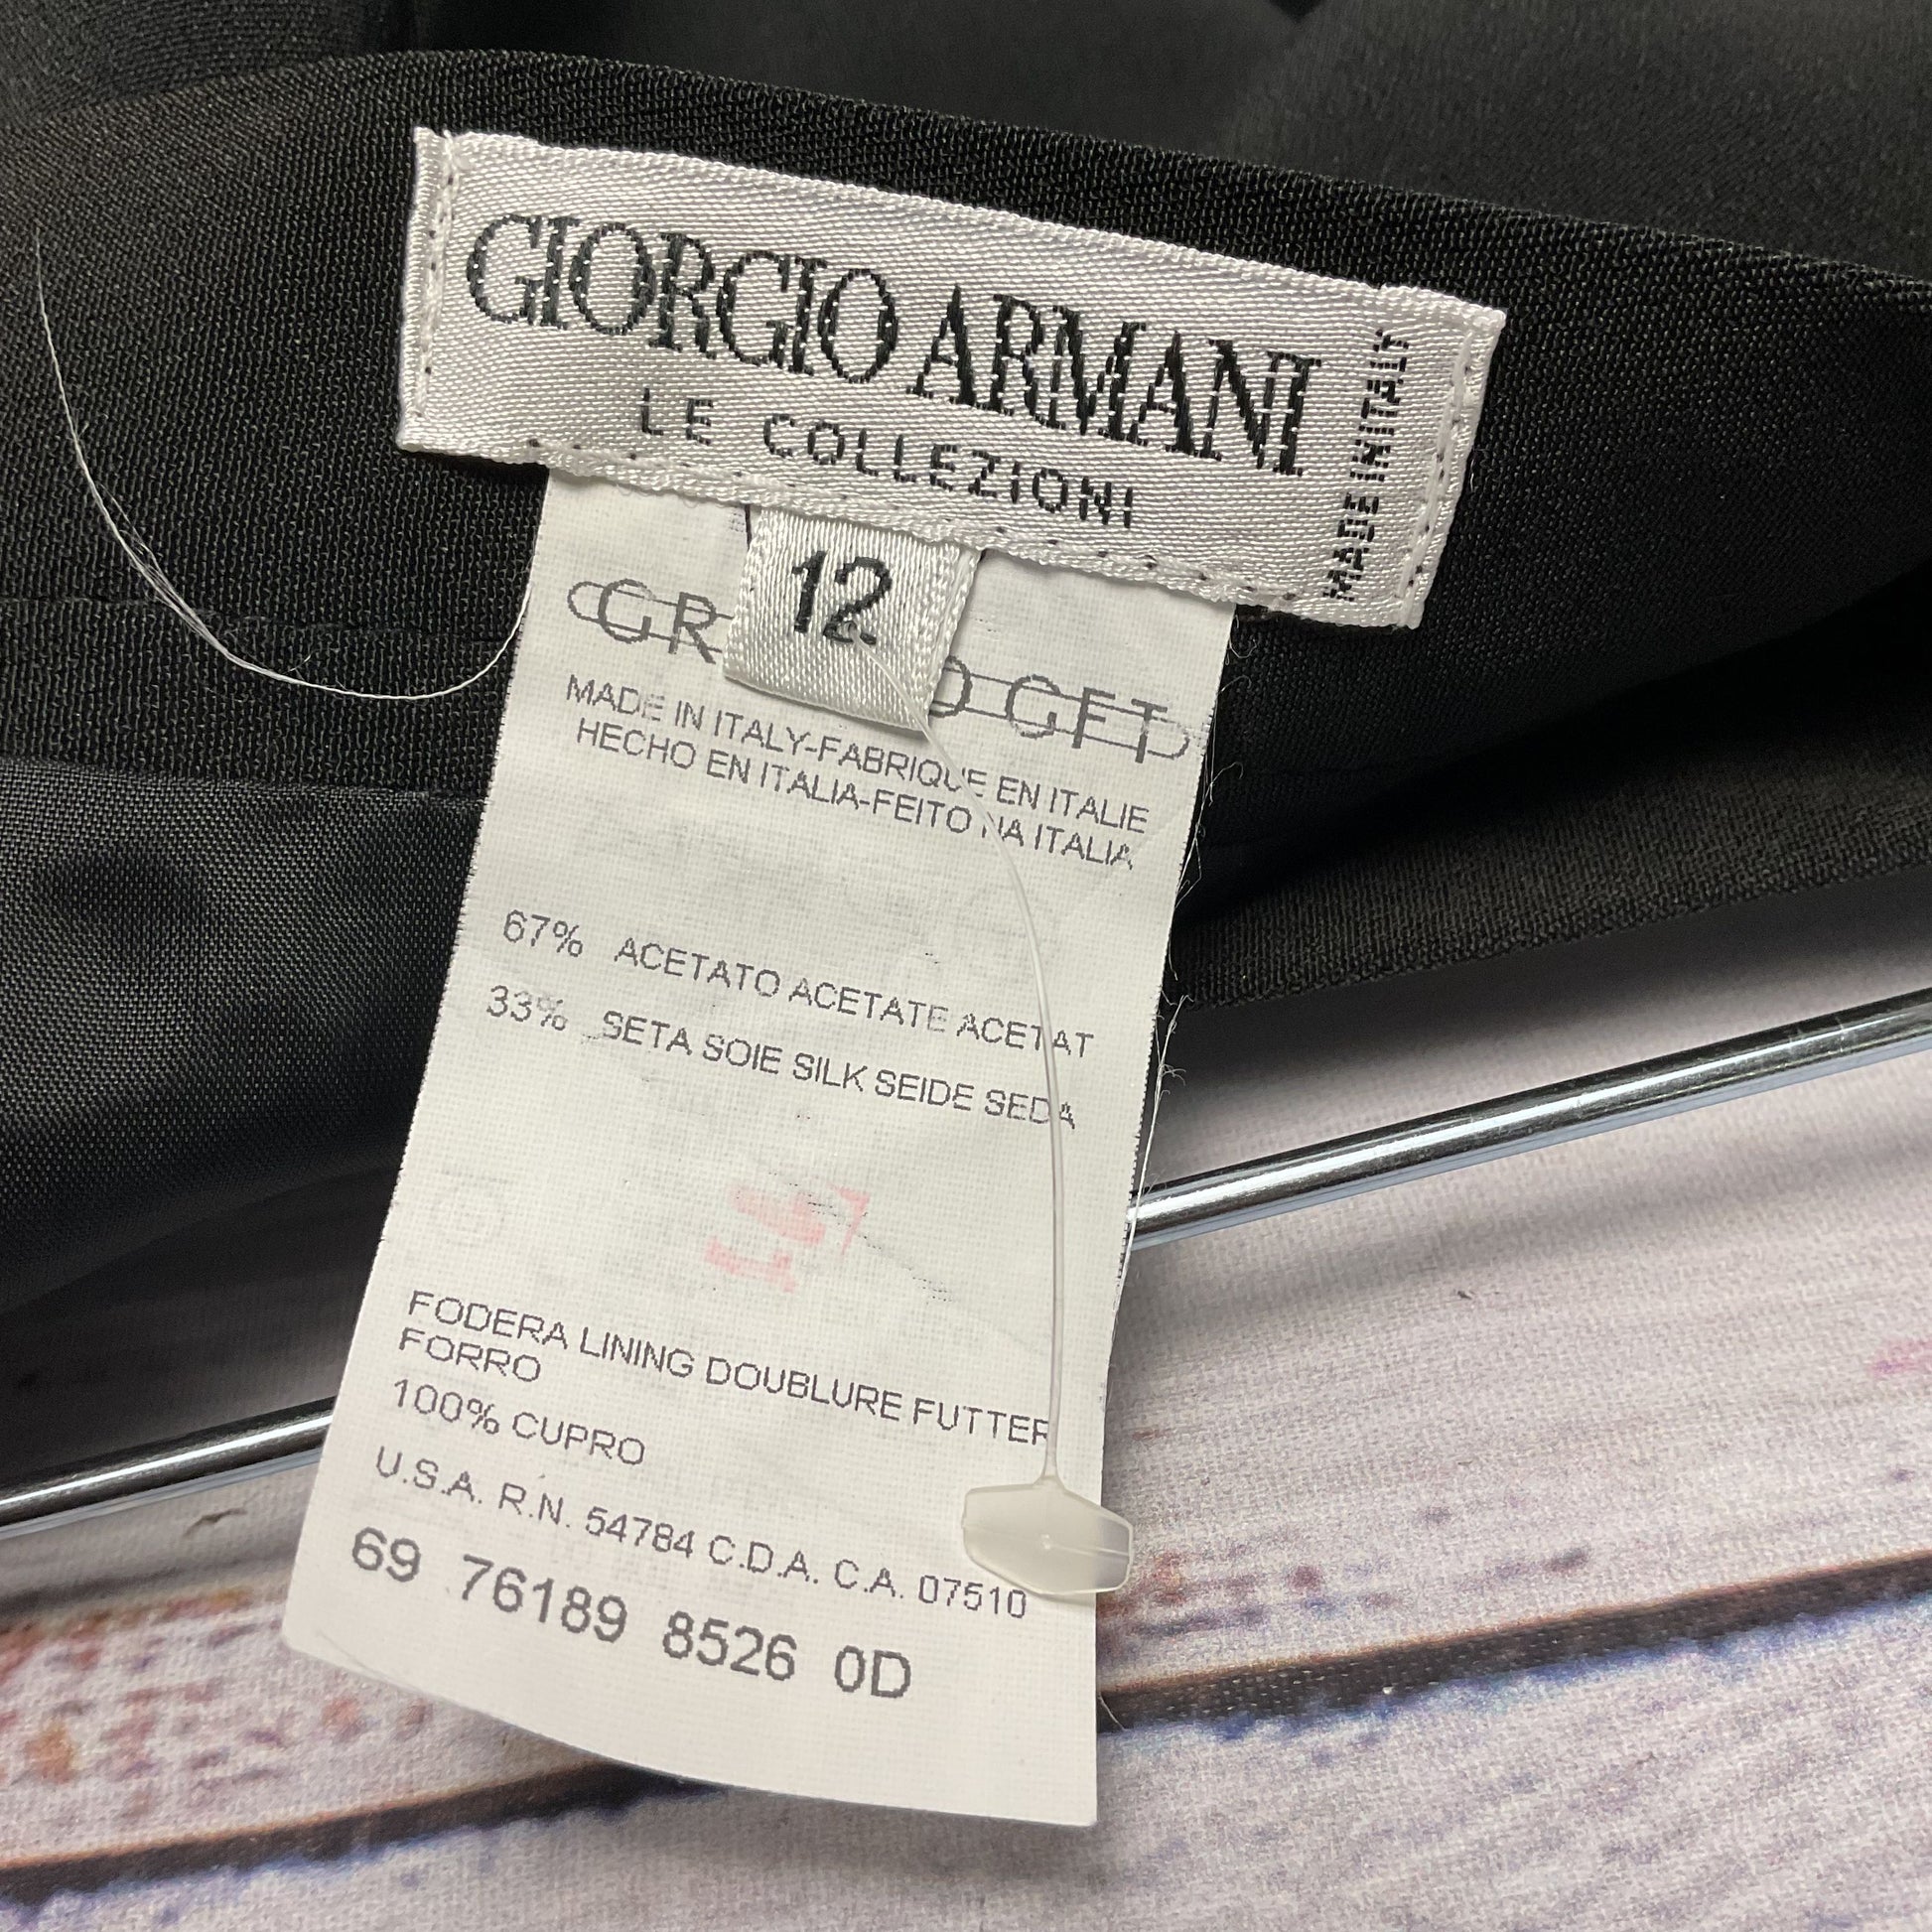 GIORGIO ARMANI
LE COLLEZIONI
MADE IN ITALY
12
GFT
MADE IN ITALY-FABRIQUE EN ITALIE
HECHO EN ITALIA-FEITO NA ITALIA
67% ACETATO ACETATE ACETAT
33% SETA SOIE SILK SEIDE SEDA
FODERA LINING DOUBLURE FUTTER
FORRO
100% CUPRO
U.S.A. R.N. 54784 C.D.A. C.A. 07510
69 76189 8526 0D